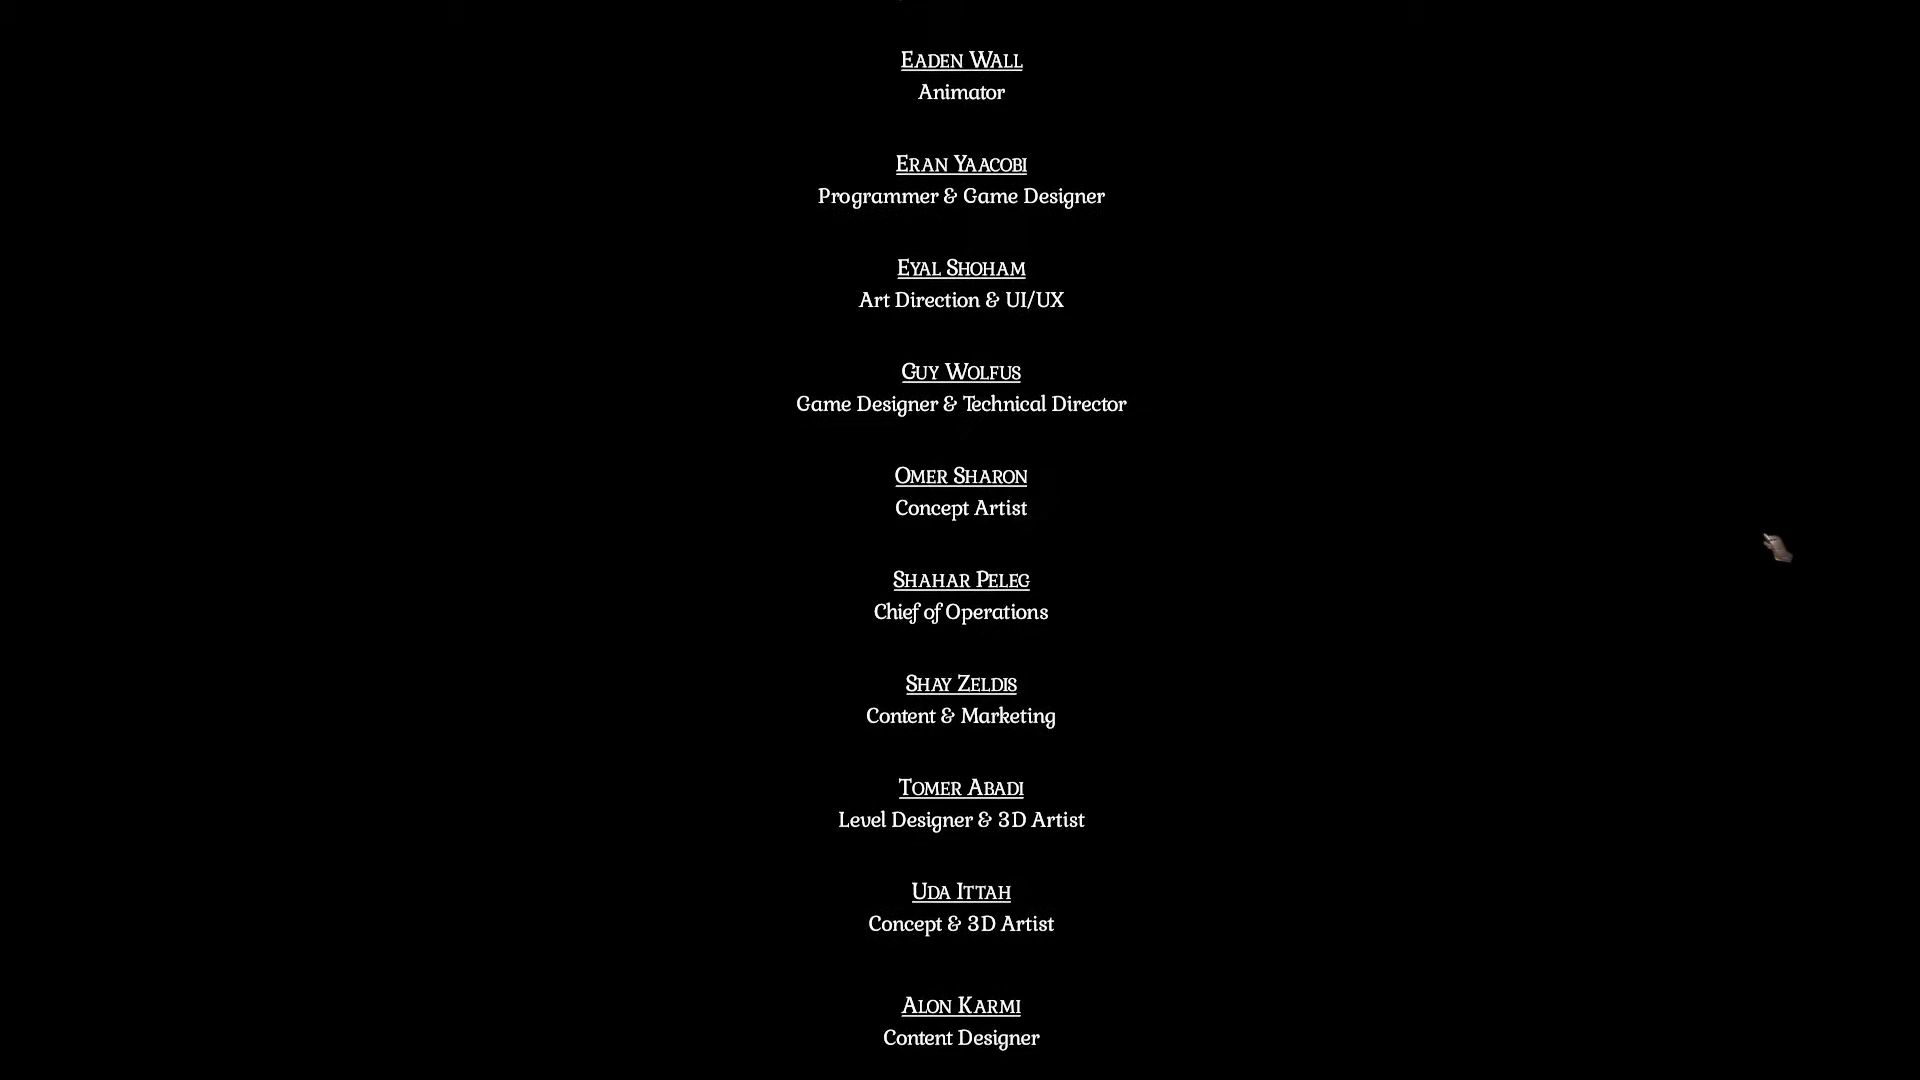 Eaden Wall
Animator
Eran Yaacobi
Programmer & Game Designer
Eyal Shoham
Art Direction & UI/UX
Guy Wolfus
Game Designer & Technical Director
Omer Sharon
Concept Artist
Shahar Peleg
Chief of Operations
Shay Zeldis
Content & Marketing
Tomer Abadi
Level Designer & 3D Artist
Uda Ittah
Concept & 3D Artist
Alon Karmi
Content Designer